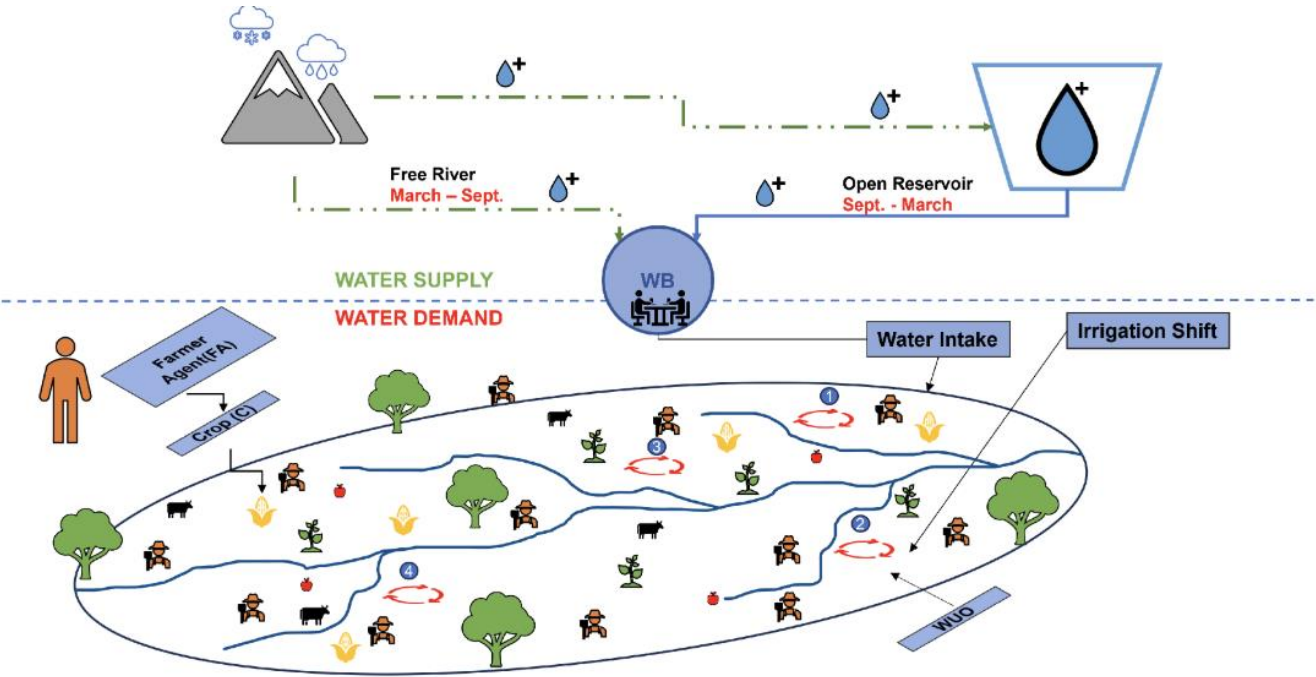 Free River
March – Sept.
Open Reservoir
Sept. - March
WB
WATER SUPPLY
WATER DEMAND
Farmer
Agent(FA)
Crop (C)
Water Intake
Irrigation Shift
1
3
2
4
WUO